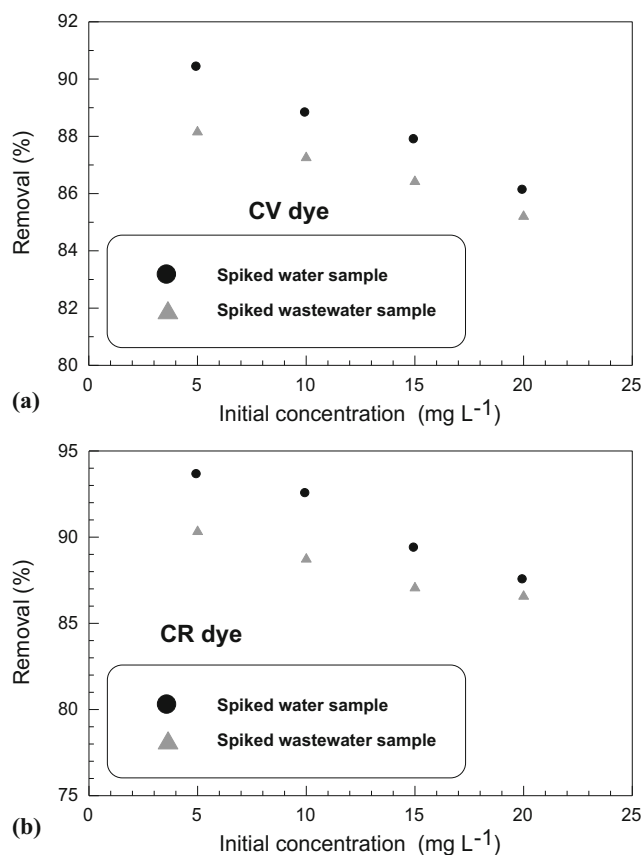 92
90
88
86
84
82
80
Removal (%)
CV dye
Spiked water sample
Spiked wastewater sample
0 5 10 15 20 25
(a)
Initial concentration (mg L-1)
95
90
85
80
75
Removal (%)
CR dye
Spiked water sample
Spiked wastewater sample
0 5 10 15 20 25
(b)
Initial concentration (mg L-1)